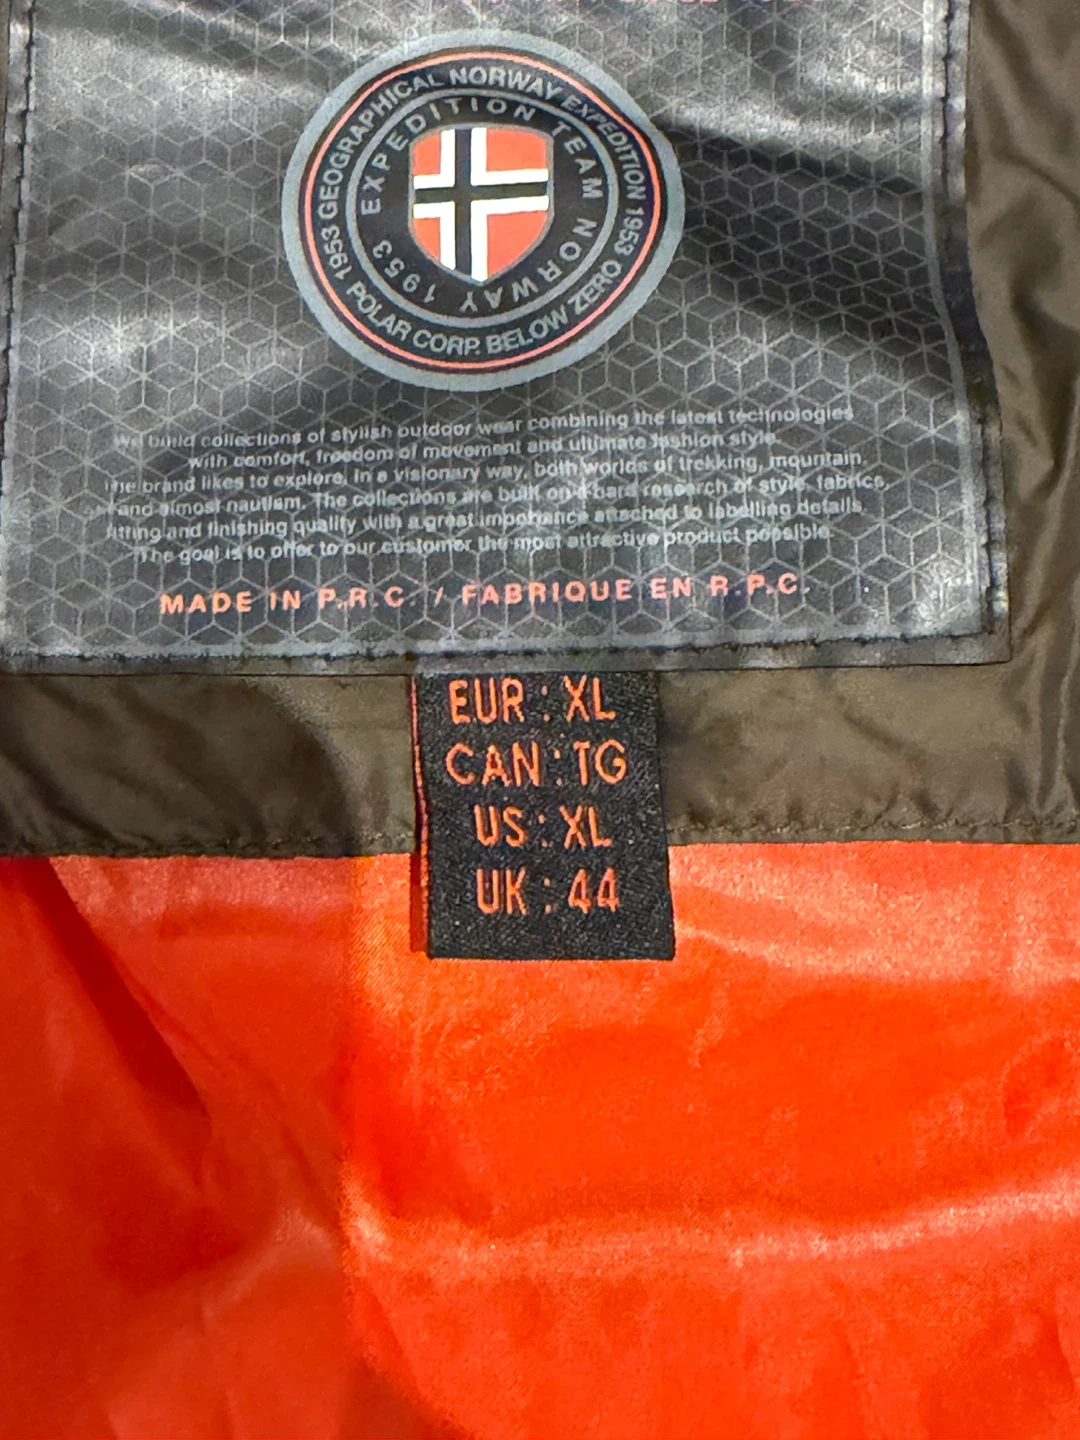 1953 GEOGRAPHICAL NORWAY EXPEDITION 1953
POLAR CORP. BELOW ZERO
EXPEDITION TEAM NORWAY 1953
We build collections of stylish outdoor wear combining the latest technologies
with comfort, freedom of movement and ultimate fashion style.
The brand likes to explore, in a visionary way, both worlds of trekking, mountain,
and almost nautism. The collections are built on a hard research of style, fabrics,
fitting and finishing quality with a great importance attached to labelling details.
The goal is to offer to our customer the most attractive product possible.
MADE IN P.R.C. / FABRIQUE EN R.P.C.
EUR : XL
CAN : TG
US : XL
UK : 44